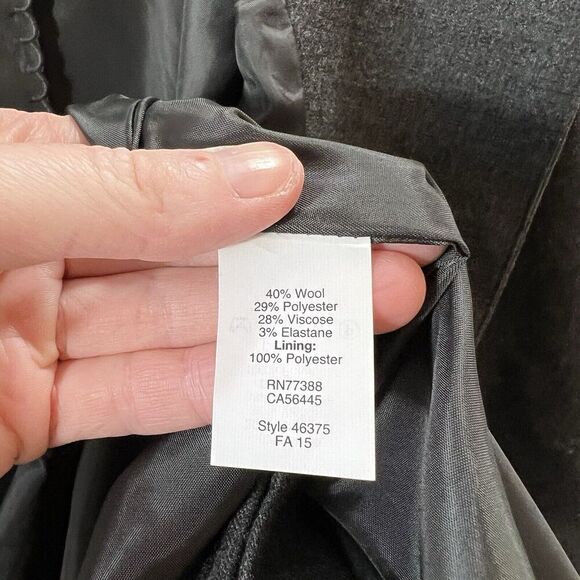 40% Wool
29% Polyester
28% Viscose
3% Elastane
Lining:
100% Polyester
RN77388
CA56445
Style 46375
FA 15